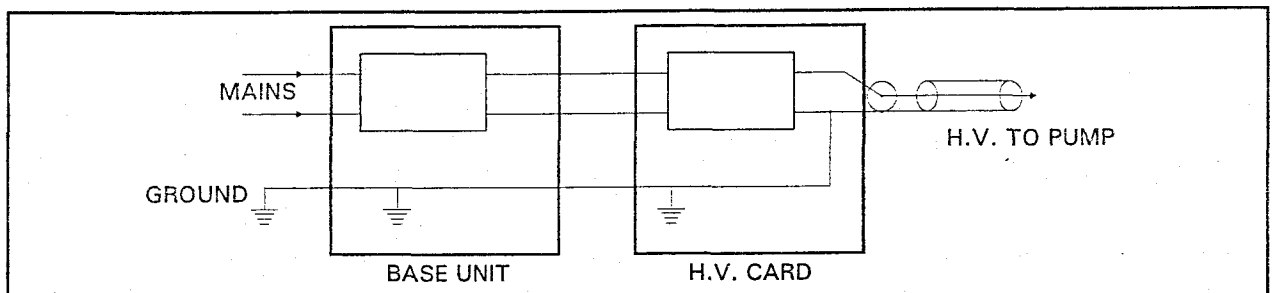 MAINS
H.V. TO PUMP
GROUND
BASE UNIT
H.V. CARD